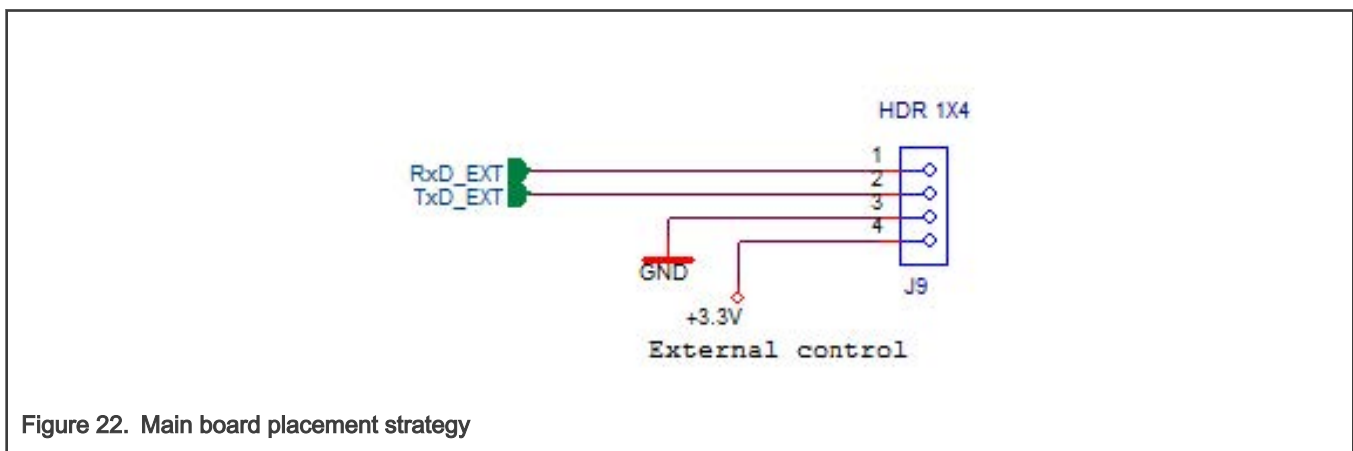 HDR 1X4
1
RxD_EXT
2
TxD_EXT
3
4
GND
J9
+3.3V
External control
Figure 22. Main board placement strategy